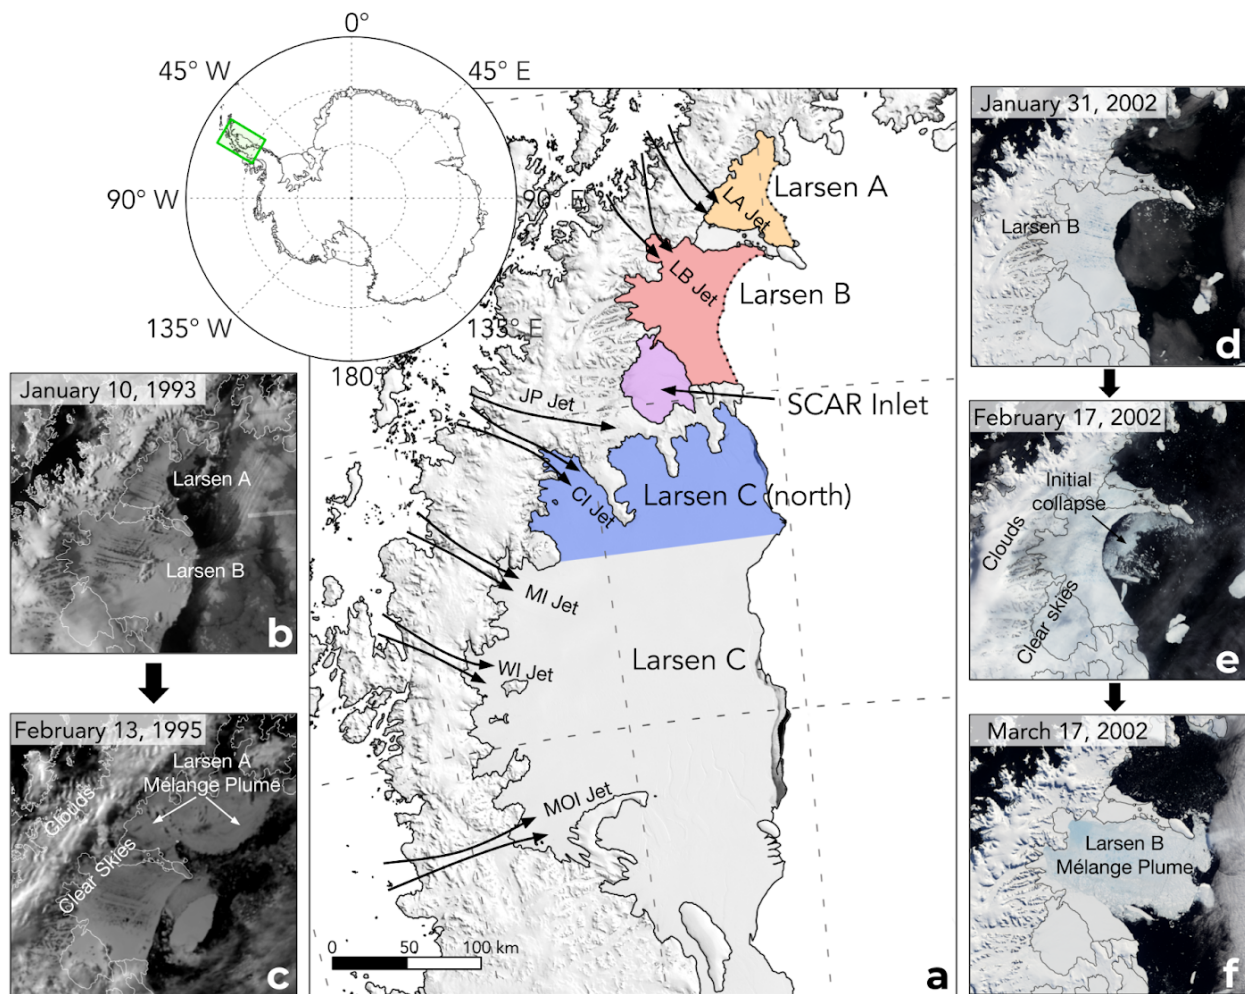 0°
45° W
45° E
90° W
90° E
135° W
135° E
180°
Larsen A
LA Jet
LB Jet
Larsen B
SCAR Inlet
JP Jet
CI Jet
Larsen C (north)
MI Jet
WI Jet
Larsen C
MOI Jet
0
50
100 km
a
January 10, 1993
Larsen A
Larsen B
b
February 13, 1995
Larsen A
Mélange Plume
Clouds
Clear Skies
c
January 31, 2002
Larsen B
d
February 17, 2002
Initial
collapse
Clouds
Clear skies
e
March 17, 2002
Larsen B
Mélange Plume
f